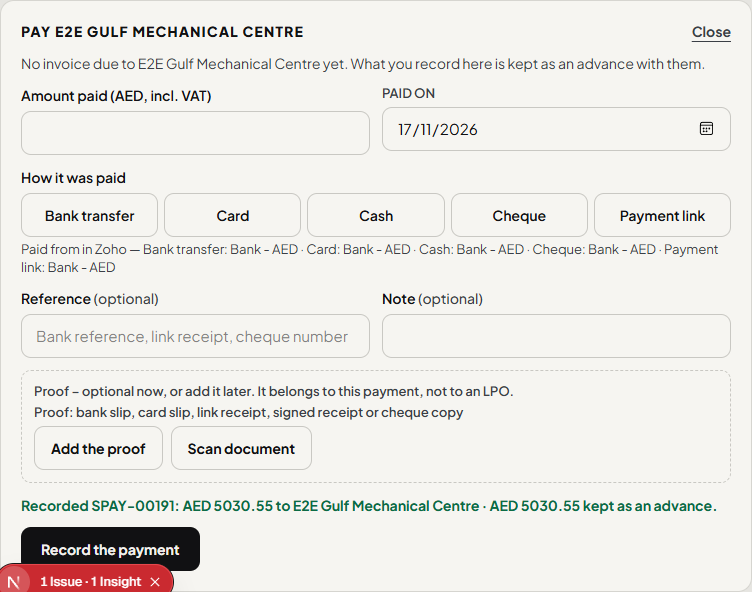 PAY E2E GULF MECHANICAL CENTRE
Close
No invoice due to E2E Gulf Mechanical Centre yet. What you record here is kept as an advance with them.
Amount paid (AED, incl. VAT)
PAID ON
17/11/2026
How it was paid
Bank transfer
Card
Cash
Cheque
Payment link
Paid from in Zoho — Bank transfer: Bank - AED · Card: Bank - AED · Cash: Bank - AED · Cheque: Bank - AED · Payment
link: Bank - AED
Reference (optional)
Note (optional)
Bank reference, link receipt, cheque number
Proof – optional now, or add it later. It belongs to this payment, not to an LPO.
Proof: bank slip, card slip, link receipt, signed receipt or cheque copy
Add the proof
Scan document
Recorded SPAY-00191: AED 5030.55 to E2E Gulf Mechanical Centre · AED 5030.55 kept as an advance.
Record the payment
N
1 Issue · 1 Insight